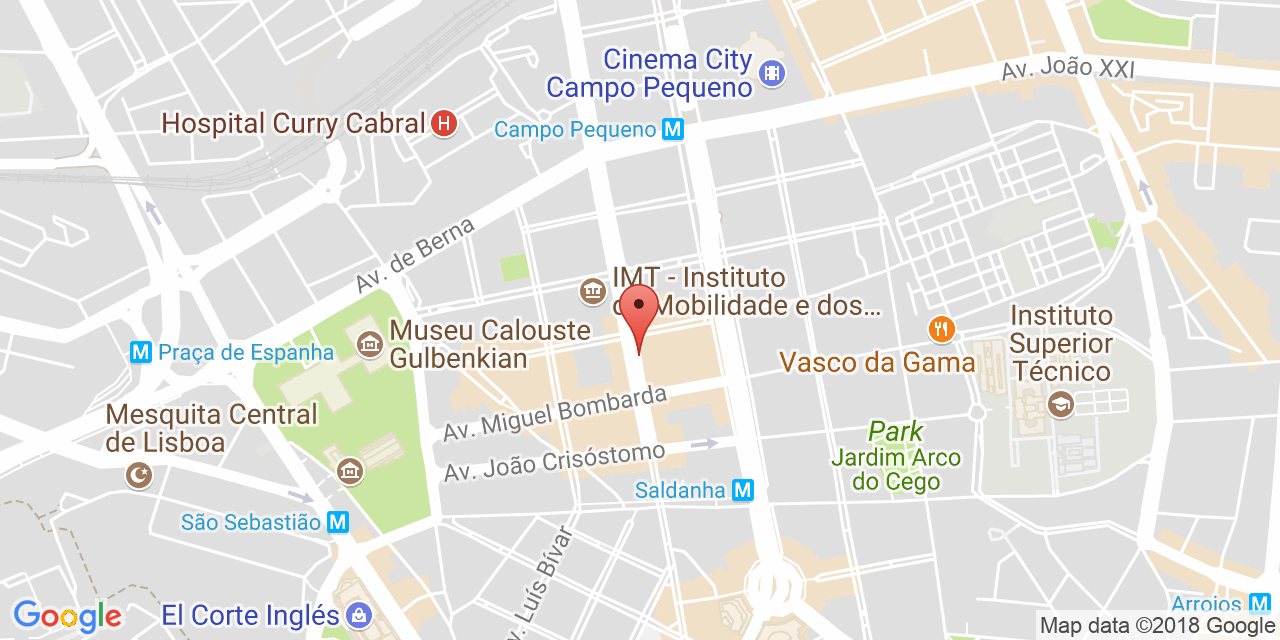 Cinema City
Campo Pequeno
Av. João XXI
Hospital Curry Cabral
H
Campo Pequeno
M
Av. de Berna
IMT - Instituto
Mobilidade e dos...
Museu Calouste
Gulbenkian
M
Praça de Espanha
Instituto
Superior
Técnico
Vasco da Gama
Mesquita Central
de Lisboa
Av. Miguel Bombarda
Park
Jardim Arco
do Cego
Av. João Crisóstomo
Saldanha
M
São Sebastião
M
Luís Bívar
El Corte Inglés
Google
Arroios
M
Map data ©2018 Google